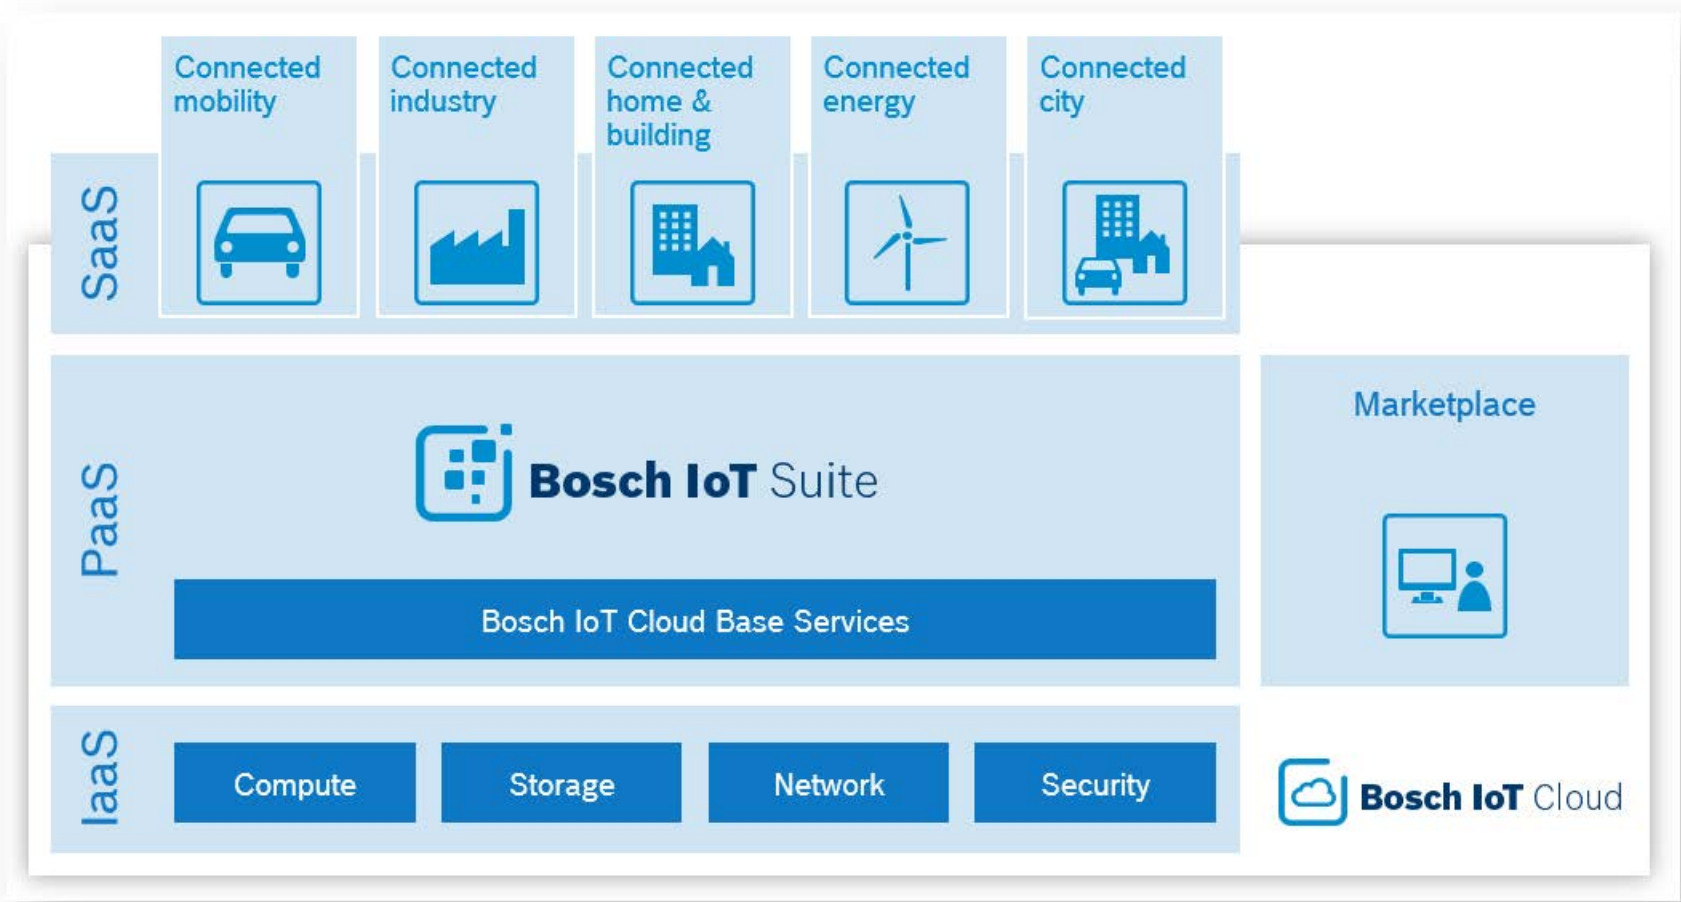 Connected
mobility
Connected
industry
Connected
home &
building
Connected
energy
Connected
city
SaaS
PaaS
Bosch IoT Suite
Bosch IoT Cloud Base Services
Marketplace
IaaS
Compute
Storage
Network
Security
Bosch IoT Cloud